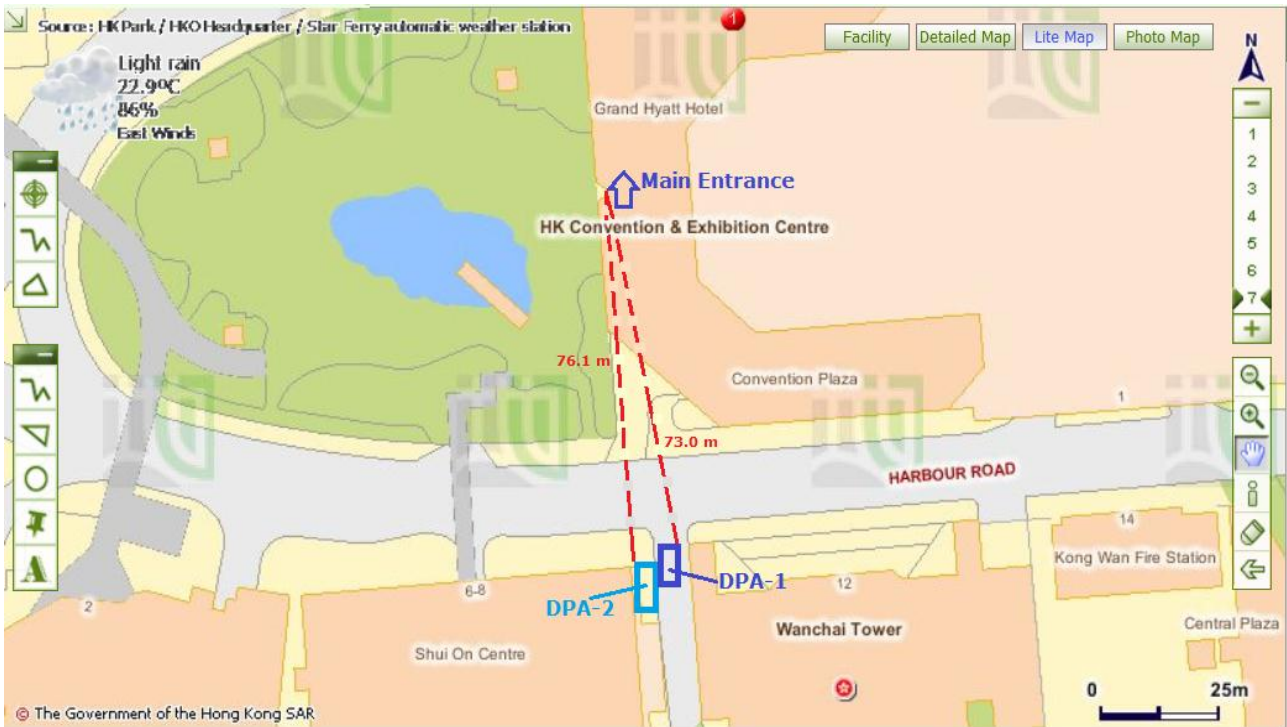 Source: HK Park / HKO Headquarter / Star Ferry automatic weather station
Light rain
22.9ºC
86%
East Winds
1
Facility
Detailed Map
Lite Map
Photo Map
N
1
2
3
4
5
6
7
Grand Hyatt Hotel
Main Entrance
HK Convention & Exhibition Centre
76.1 m
Convention Plaza
1
73.0 m
HARBOUR ROAD
14
Kong Wan Fire Station
DPA-1
DPA-2
12
6-8
2
A
Wanchai Tower
Central Plaza
Shui On Centre
0 25m
© The Government of the Hong Kong SAR